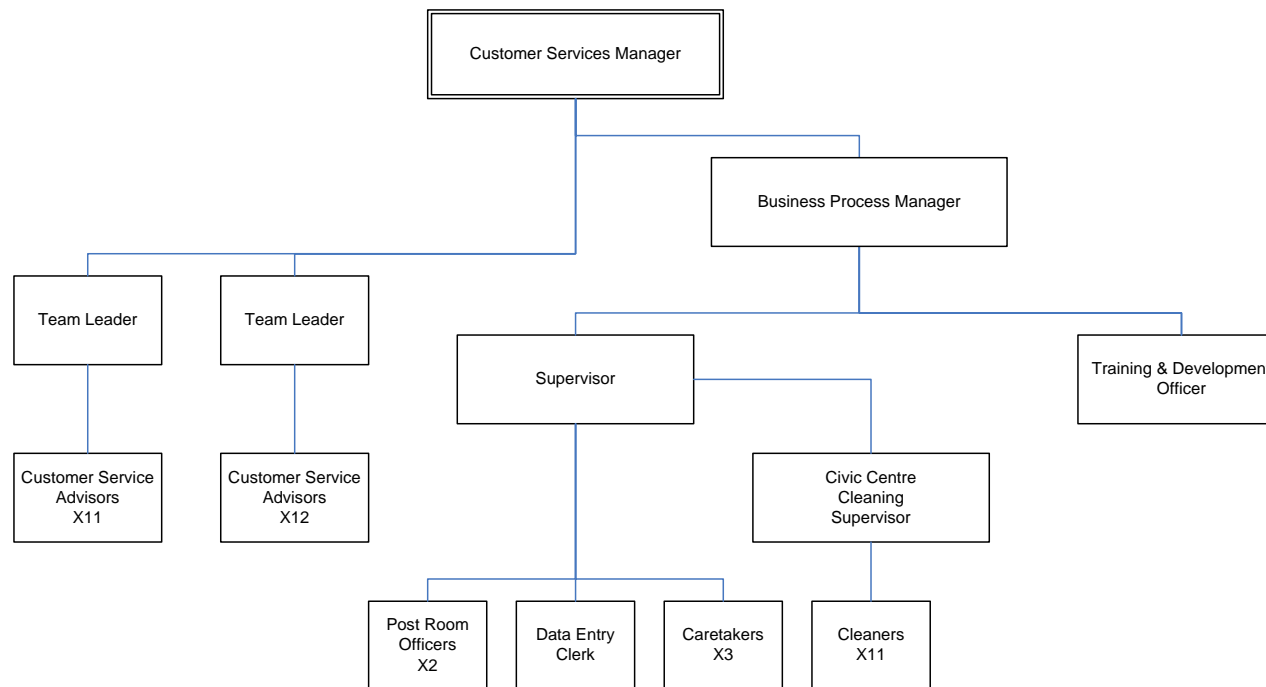 Customer Services Manager
Business Process Manager
Team Leader
Team Leader
Supervisor
Training & Development
Officer
Customer Service
Advisors
X11
Customer Service
Advisors
X12
Civic Centre
Cleaning
Supervisor
Post Room
Officers
X2
Data Entry
Clerk
Caretakers
X3
Cleaners
X11